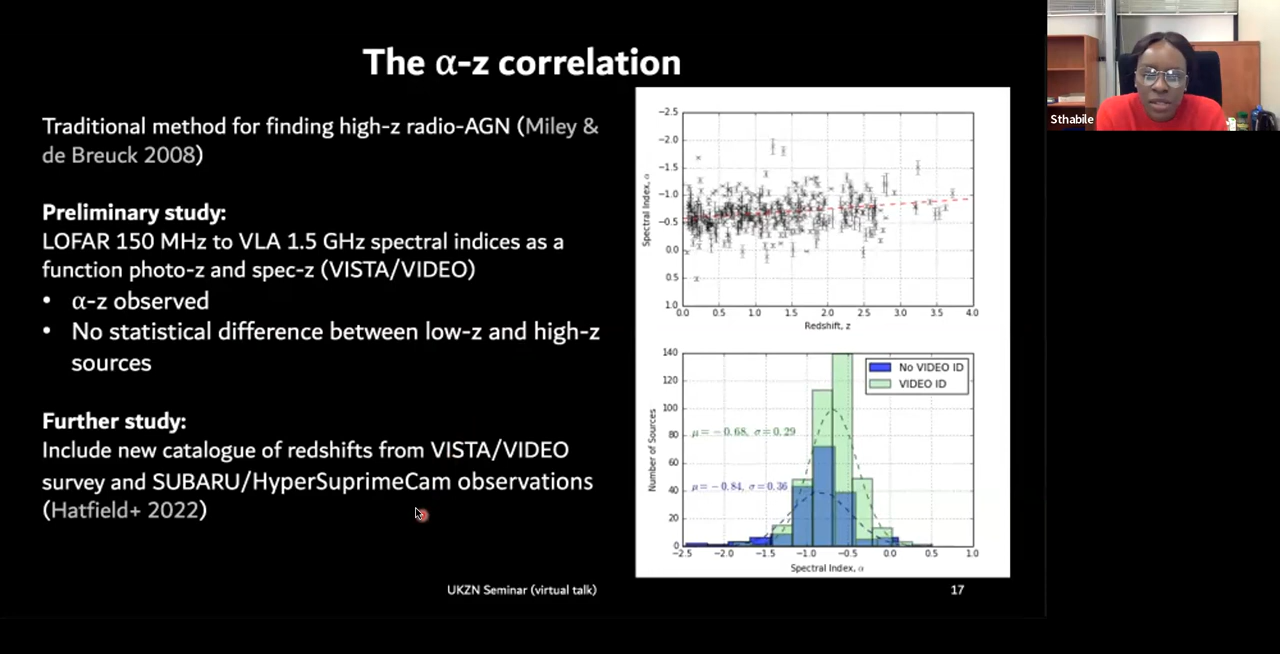 The α-z correlation
Traditional method for finding high-z radio-AGN (Miley &
de Breuck 2008)
Preliminary study:
LOFAR 150 MHz to VLA 1.5 GHz spectral indices as a
function photo-z and spec-z (VISTA/VIDEO)
• α-z observed
• No statistical difference between low-z and high-z
sources
Further study:
Include new catalogue of redshifts from VISTA/VIDEO
survey and SUBARU/HyperSuprimeCam observations
(Hatfield+ 2022)
UKZN Seminar (virtual talk)
17
−2.5
−2.0
−1.5
−1.0
−0.5
0.0
0.5
1.0
Spectral Index, α
0.0 0.5 1.0 1.5 2.0 2.5 3.0 3.5 4.0
Redshift, z
140
120
100
80
60
40
20
0
Number of Sources
No VIDEO ID
VIDEO ID
μ = −0.68, σ = 0.29
μ = −0.84, σ = 0.36
−2.5 −2.0 −1.5 −1.0 −0.5 0.0 0.5 1.0
Spectral Index, α
Sthabile